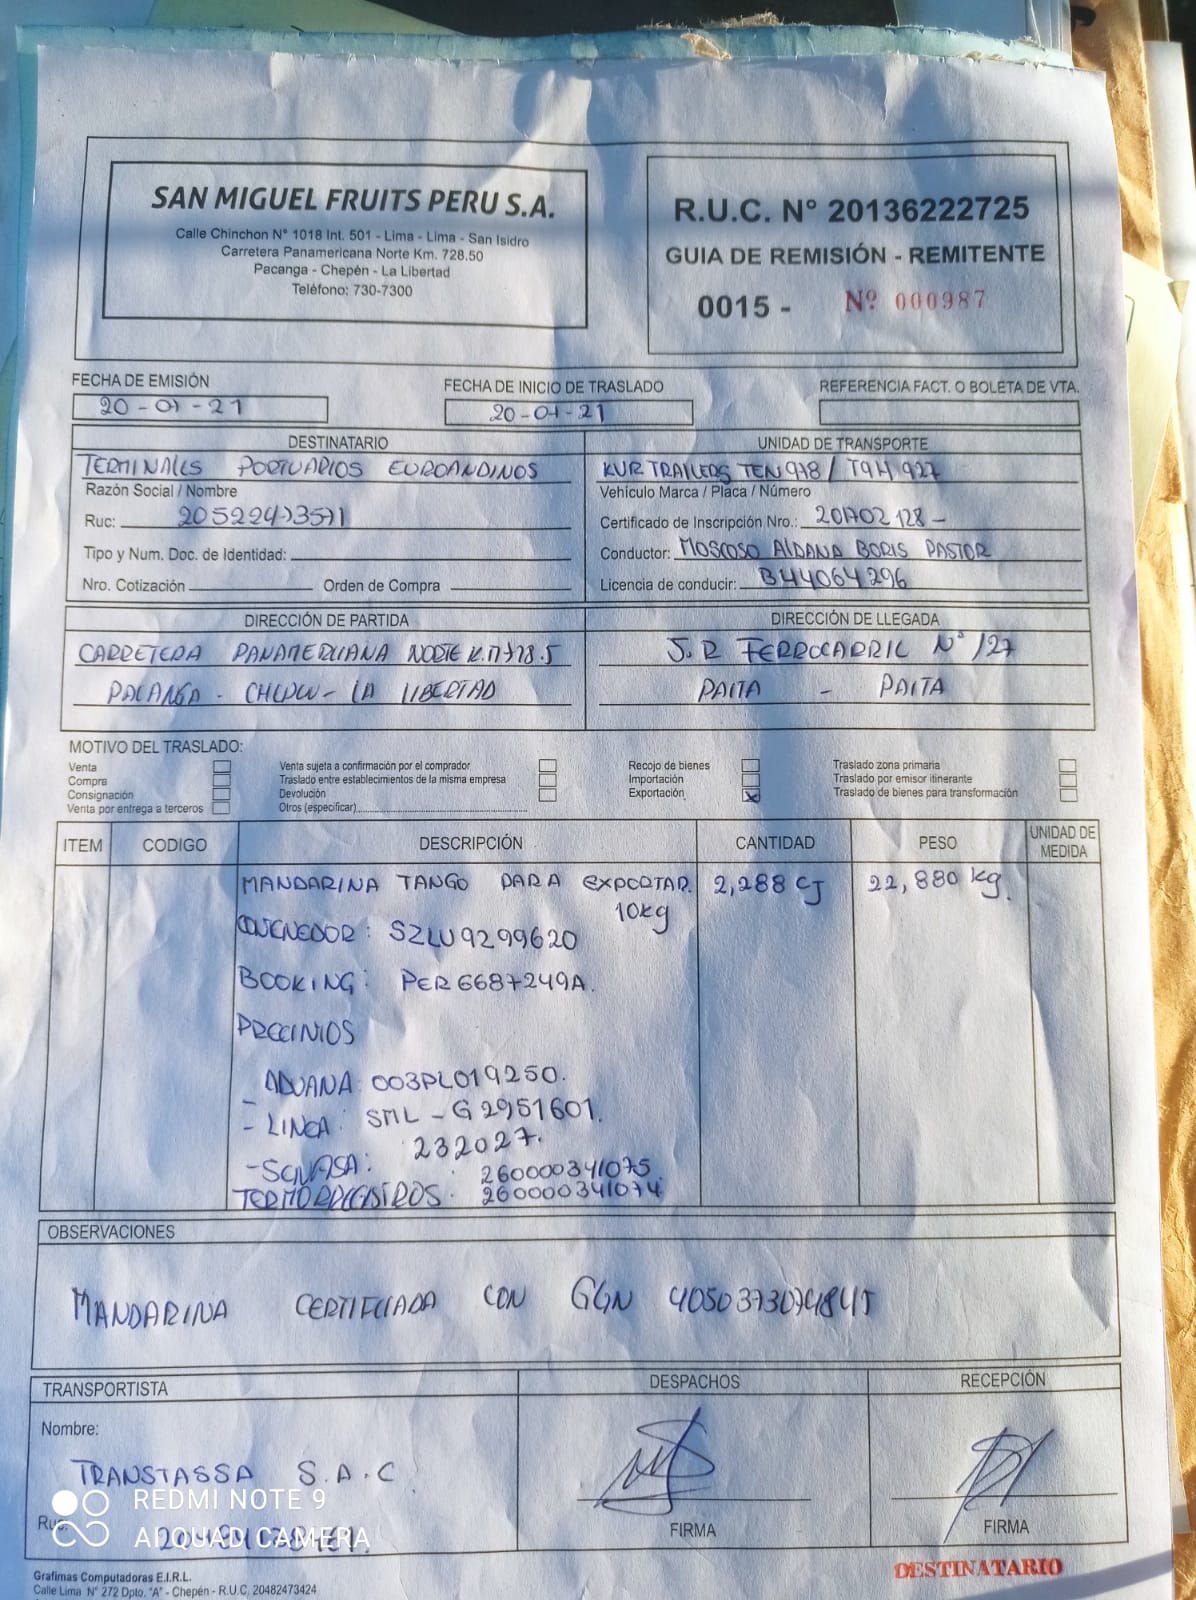 SAN MIGUEL FRUITS PERU S.A.
Calle Chinchon N° 1018 Int. 501 - Lima - Lima - San Isidro
Carretera Panamericana Norte Km. 728.50
Pacanga - Chepén - La Libertad
Teléfono: 730-7300
R.U.C. N° 20136222725
GUIA DE REMISIÓN - REMITENTE
0015 - Nº 000987
FECHA DE EMISIÓN
20-01-21
FECHA DE INICIO DE TRASLADO
20-01-21
REFERENCIA FACT. O BOLETA DE VTA.
DESTINATARIO
TERMINALES PORTUARIOS EUROANDINOS
Razón Social / Nombre
Ruc: 20522473571
Tipo y Num. Doc. de Identidad:
Nro. Cotización Orden de Compra
UNIDAD DE TRANSPORTE
KUR TRAILERS TEN 978 / T9H 927
Vehículo Marca / Placa / Número
Certificado de Inscripción Nro.: 20A02128 -
Conductor: MOSCOSO ALDANA BORIS PASTOR
Licencia de conducir: B44064296
DIRECCIÓN DE PARTIDA
CARRETERA PANAMERICANA NORTE K.M 728.5
PACANGA - CHEPEN - LA LIBERTAD
DIRECCIÓN DE LLEGADA
J.R FERROCARRIL N° 127
PAITA - PAITA
MOTIVO DEL TRASLADO:
Venta
Compra
Consignación
Venta por entrega a terceros
Venta sujeta a confirmación por el comprador
Traslado entre establecimientos de la misma empresa
Devolución
Otros (especificar)
Recojo de bienes
Importación
Exportación X
Traslado zona primaria
Traslado por emisor itinerante
Traslado de bienes para transformación
ITEM CODIGO DESCRIPCIÓN CANTIDAD PESO UNIDAD DE MEDIDA
MANDARINA TANGO PARA EXPORTAR 2,288 CJ 22,880 kg.
10kg
CONTENEDOR: SZLU9299620
BOOKING: PER6687249A.
PRECINTOS
- ADUANA: 003PL019250.
- LINEA: SML - G2951601.
- SENASA: 232027.
260000341075.
TERMORREGISTROS: 260000341074.
OBSERVACIONES
MANDARINA CERTIFICADA CON GGN
TRANSPORTISTA
Nombre:
TRANSTASSA S.A.C
Ruc:
DESPACHOS
FIRMA
RECEPCIÓN
FIRMA
REDMI NOTE 9
AI QUAD CAMERA
Grafimas Computadoras E.I.R.L.
Calle Lima N° 272 Dpto. "A" - Chepén - R.U.C. 20482473424
DESTINATARIO